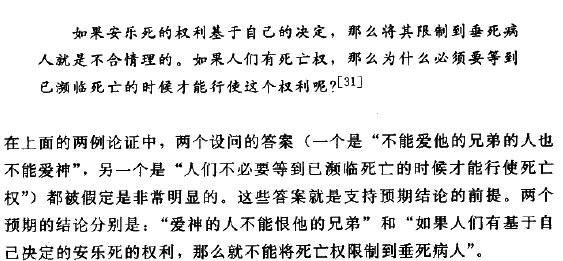 如果安乐死的权利基于自己的决定，那么将其限制到垂死病
人就是不合情理的。如果人们有死亡权，那么为什么必须要等到
已濒临死亡的时候才能行使这个权利呢?[31]
在上面的两例论证中，两个设问的答案（一个是“不能爱他的兄弟的人也
不能爱神”，另一个是“人们不必要等到已濒临死亡的时候才能行使死亡
权”）都被假定是非常明显的。这些答案就是支持预期结论的前提。两个
预期的结论分别是：“爱神的人不能恨他的兄弟”和“如果人们有基于自
己决定的安乐死的权利，那么就不能将死亡权限制到垂死病人”。